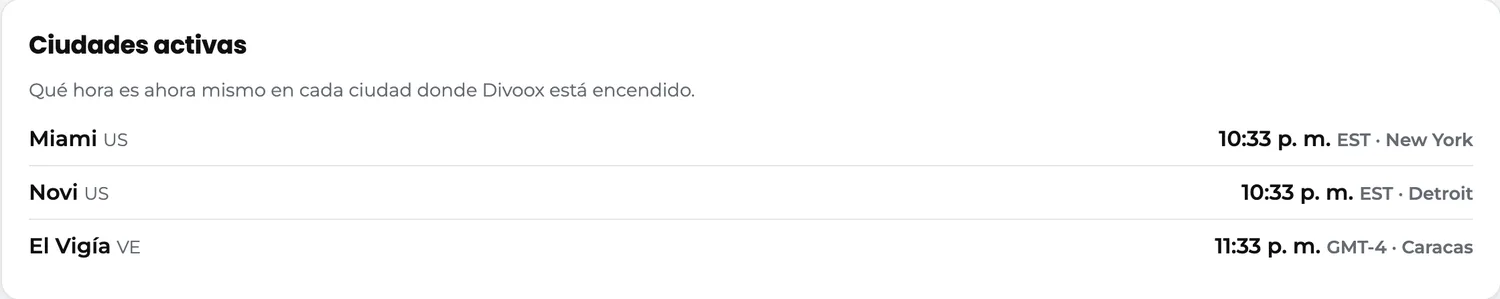 Ciudades activas
Qué hora es ahora mismo en cada ciudad donde Divoox está encendido.
Miami US 10:33 p. m. EST · New York
Novi US 10:33 p. m. EST · Detroit
El Vigía VE 11:33 p. m. GMT-4 · Caracas